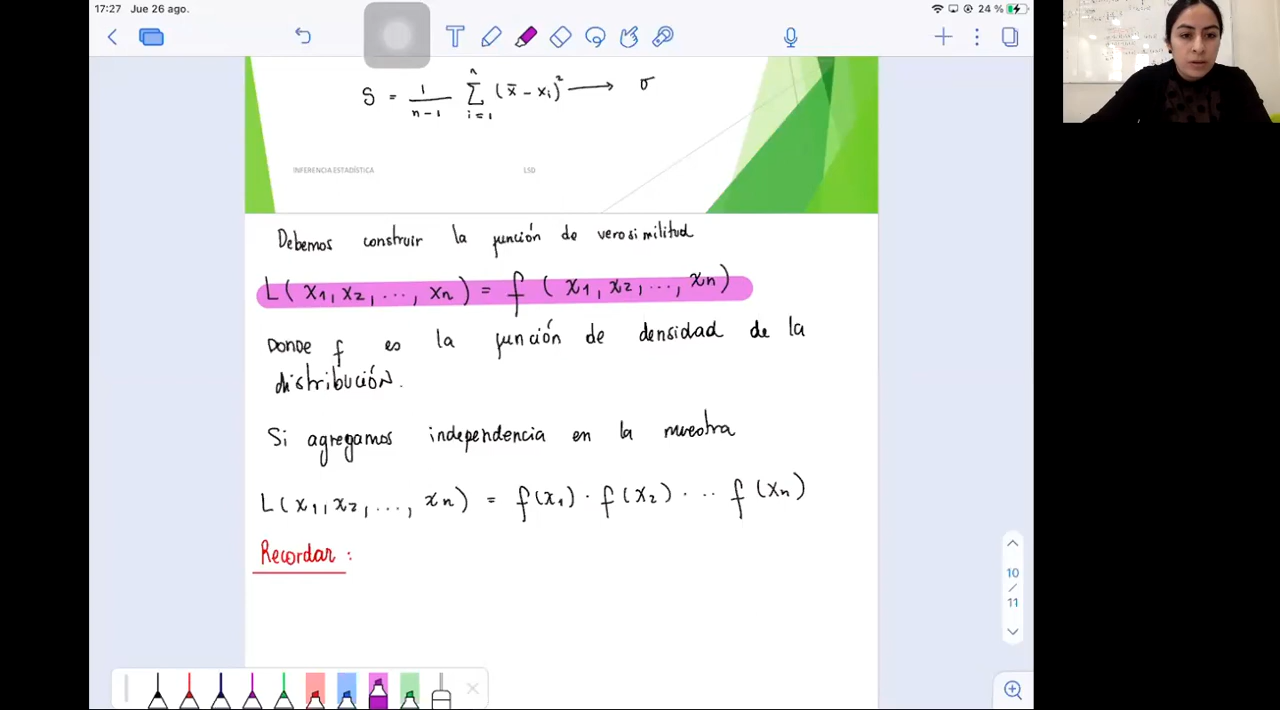 17:27 Jue 26 ago.
24 %
S = 1/(n-1) ∑_{i=1}^{n} (x̄ - xi)² → σ
INFERENCIA ESTADÍSTICA LSD
Debemos construir la función de verosimilitud
L( x1, x2, ..., xn ) = f ( x1, x2, ..., xn )
Donde f es la función de densidad de la
distribución.
Si agregamos independencia en la muestra
L( x1, x2, ..., xn ) = f(x1) · f(x2) · ·· f(xn)
Recordar :
10
/
11